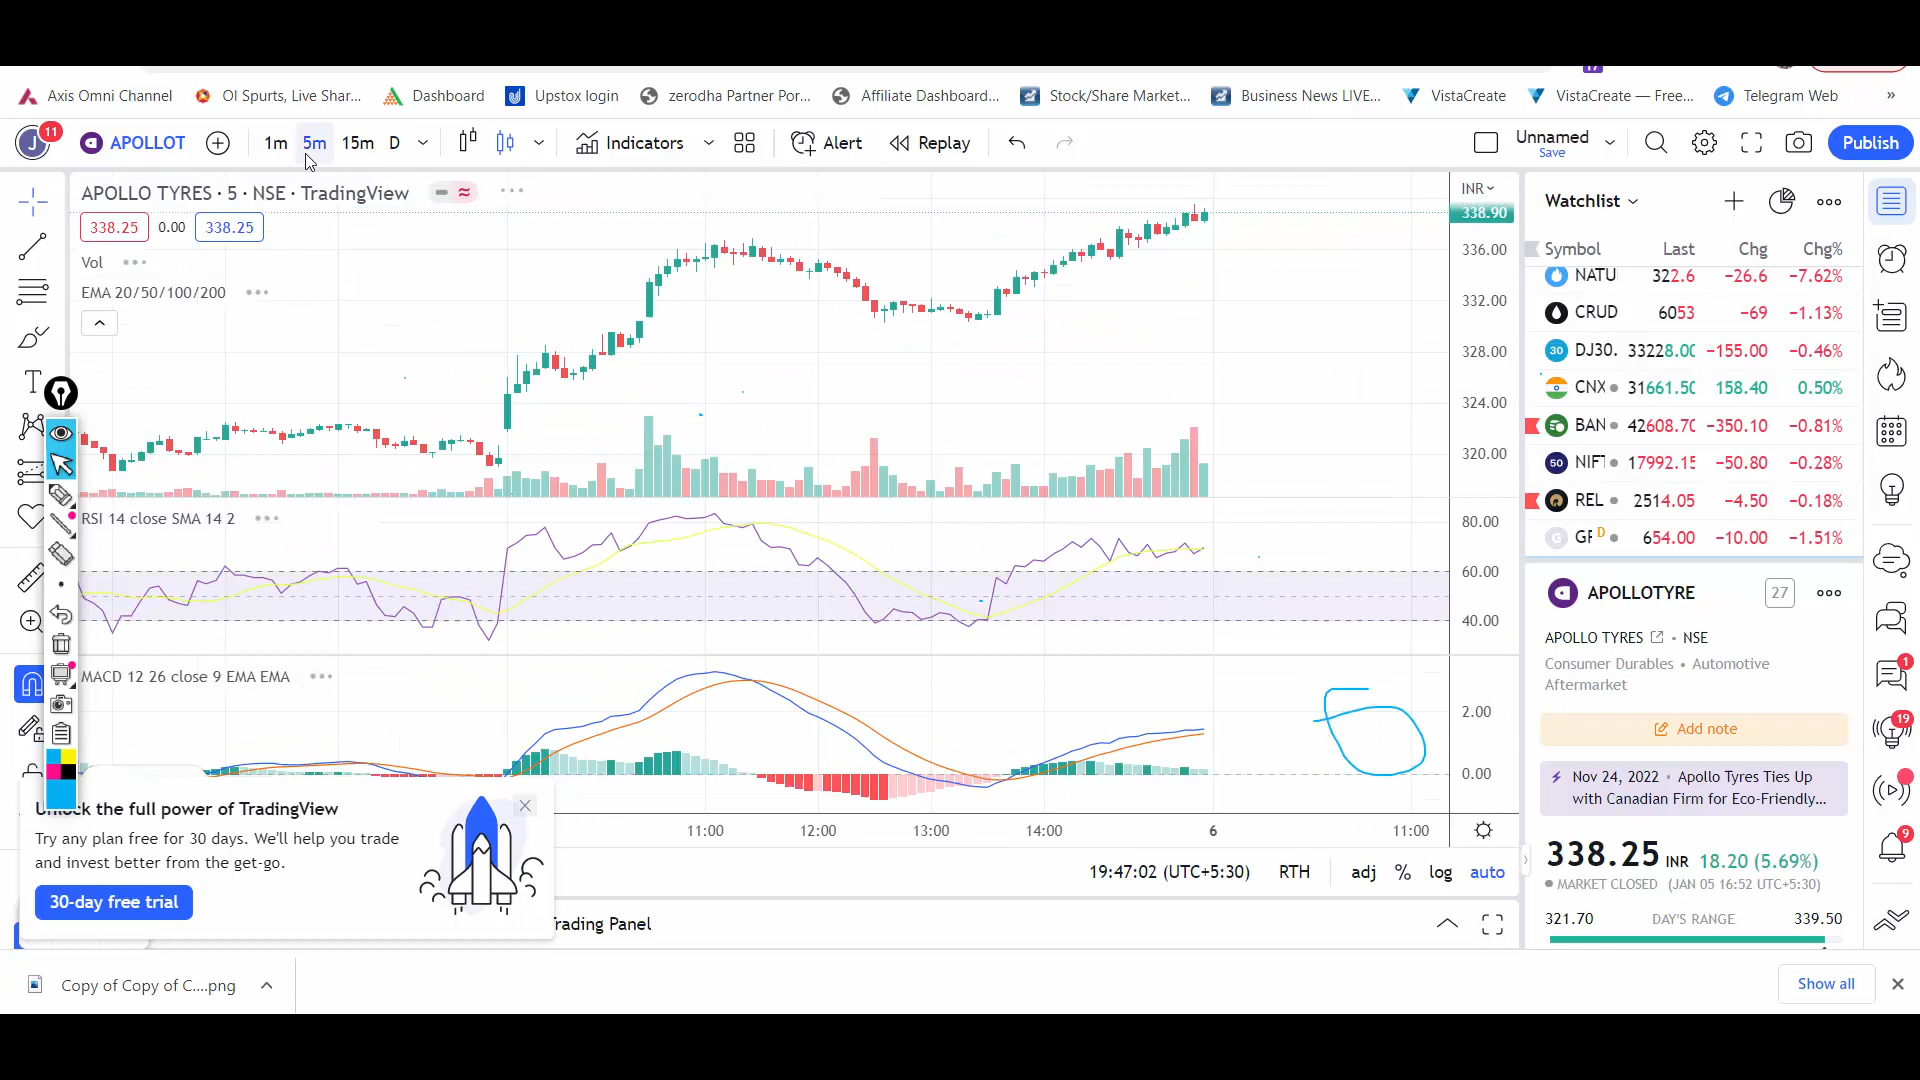 Axis Omni Channel OI Spurts, Live Shar... Dashboard Upstox login zerodha Partner Por... Affiliate Dashboard... Stock/Share Market... Business News LIVE... VistaCreate VistaCreate — Free... Telegram Web »
J 11 APOLLOT 1m 5m 15m D Indicators Alert Replay Unnamed Save Publish
APOLLO TYRES · 5 · NSE · TradingView
338.25 0.00 338.25
Vol
EMA 20/50/100/200
INR
338.90
336.00
332.00
328.00
324.00
320.00
RSI 14 close SMA 14 2
80.00
60.00
40.00
MACD 12 26 close 9 EMA EMA
2.00
0.00
11:00 12:00 13:00 14:00 6 11:00
19:47:02 (UTC+5:30) RTH adj % log auto
Unlock the full power of TradingView
Try any plan free for 30 days. We'll help you trade
and invest better from the get-go.
30-day free trial
Trading Panel
Watchlist
Symbol Last Chg Chg%
NATU 322.6 −26.6 −7.62%
CRUD 6053 −69 −1.13%
DJ30. 33228.00 −155.00 −0.46%
CNX 31661.50 158.40 0.50%
BAN 42608.70 −350.10 −0.81%
NIFT 17992.15 −50.80 −0.28%
REL 2514.05 −4.50 −0.18%
GF D 654.00 −10.00 −1.51%
APOLLOTYRE 27
APOLLO TYRES • NSE
Consumer Durables • Automotive
Aftermarket
Add note
Nov 24, 2022 • Apollo Tyres Ties Up
with Canadian Firm for Eco-Friendly...
338.25 INR 18.20 (5.69%)
MARKET CLOSED (JAN 05 16:52 UTC+5:30)
321.70 DAY'S RANGE 339.50
1
19
9
Copy of Copy of C....png
Show all